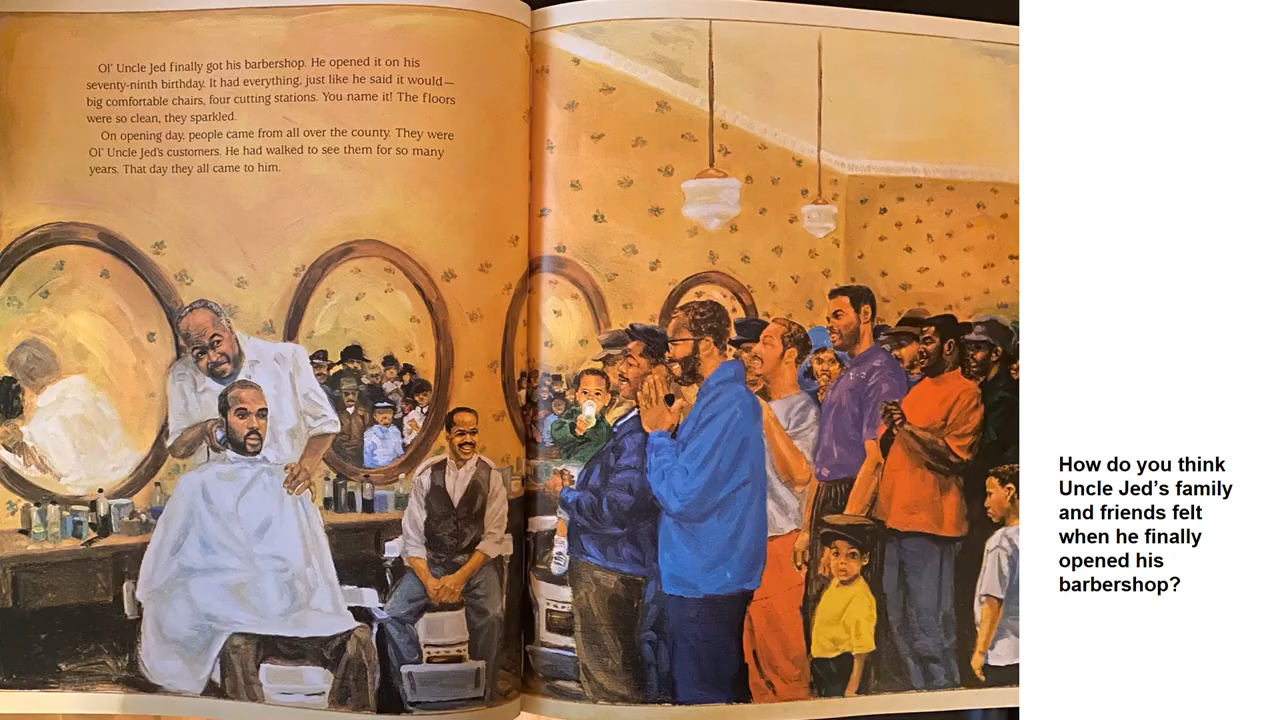 Ol' Uncle Jed finally got his barbershop. He opened it on his
seventy-ninth birthday. It had everything, just like he said it would—
big comfortable chairs, four cutting stations. You name it! The floors
were so clean, they sparkled.
On opening day, people came from all over the county. They were
Ol' Uncle Jed's customers. He had walked to see them for so many
years. That day they all came to him.
How do you think
Uncle Jed's family
and friends felt
when he finally
opened his
barbershop?